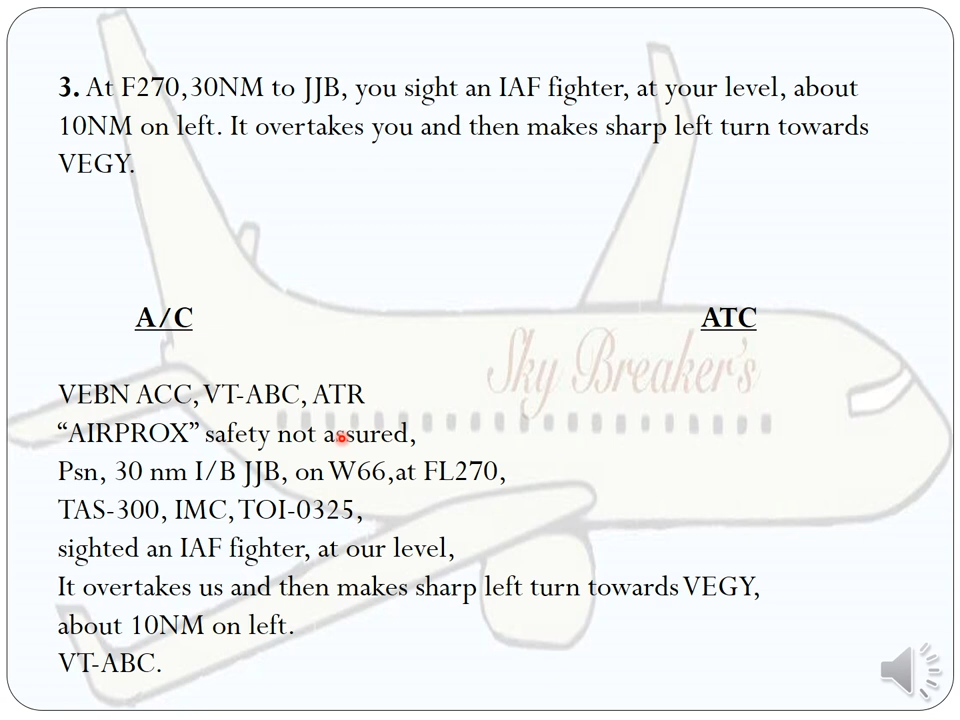 3. At F270,30NM to JJB, you sight an IAF fighter, at your level, about
10NM on left. It overtakes you and then makes sharp left turn towards
VEGY.
A/C
ATC
Sky Breaker's
VEBN ACC, VT-ABC, ATR
“AIRPROX” safety not assured,
Psn, 30 nm I/B JJB, on W66,at FL270,
TAS-300, IMC, TOI-0325,
sighted an IAF fighter, at our level,
It overtakes us and then makes sharp left turn towards VEGY,
about 10NM on left.
VT-ABC.